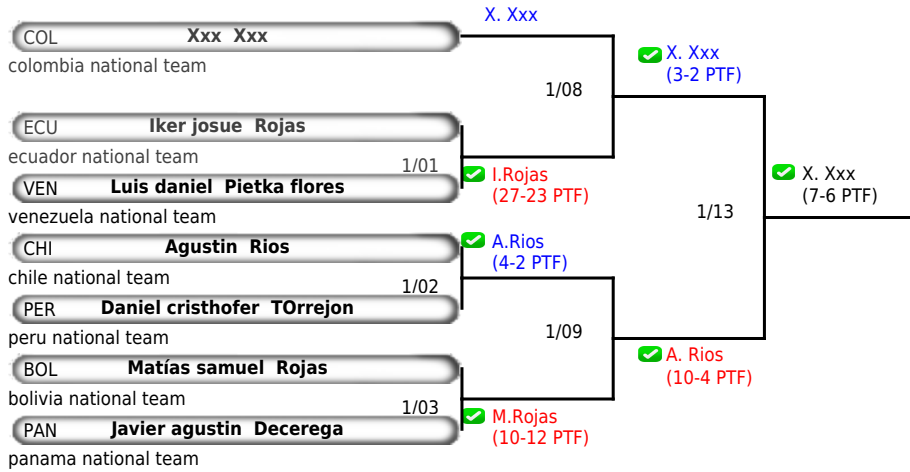 X. Xxx
COL Xxx Xxx
colombia national team
X. Xxx
(3-2 PTF)
1/08
ECU Iker josue Rojas
ecuador national team
1/01
I.Rojas
(27-23 PTF)
VEN Luis daniel Pietka flores
venezuela national team
X. Xxx
(7-6 PTF)
1/13
CHI Agustin Rios
chile national team
A.Rios
(4-2 PTF)
1/02
PER Daniel cristhofer TOrrejon
peru national team
1/09
A. Rios
(10-4 PTF)
BOL Matías samuel Rojas
bolivia national team
1/03
M.Rojas
(10-12 PTF)
PAN Javier agustin Decerega
panama national team